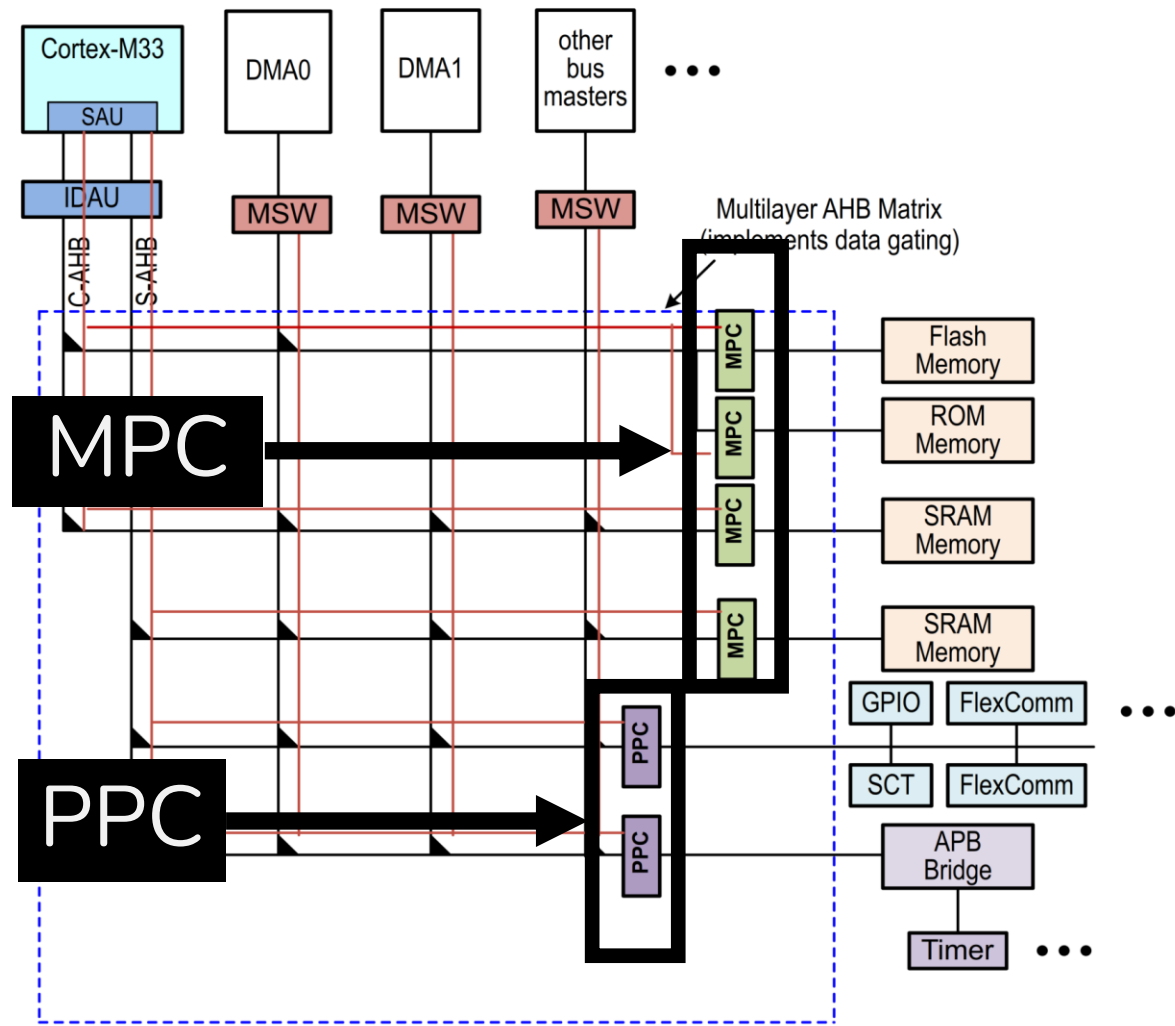 Cortex-M33
SAU
IDAU
C-AHB
S-AHB
DMA0
DMA1
other
bus
masters
•••
MSW
MSW
MSW
Multilayer AHB Matrix
(implements data gating)
MPC
Flash
Memory
MPC
ROM
Memory
MPC
MPC
SRAM
Memory
MPC
SRAM
Memory
GPIO
FlexComm
•••
PPC
SCT
FlexComm
PPC
PPC
APB
Bridge
Timer
•••